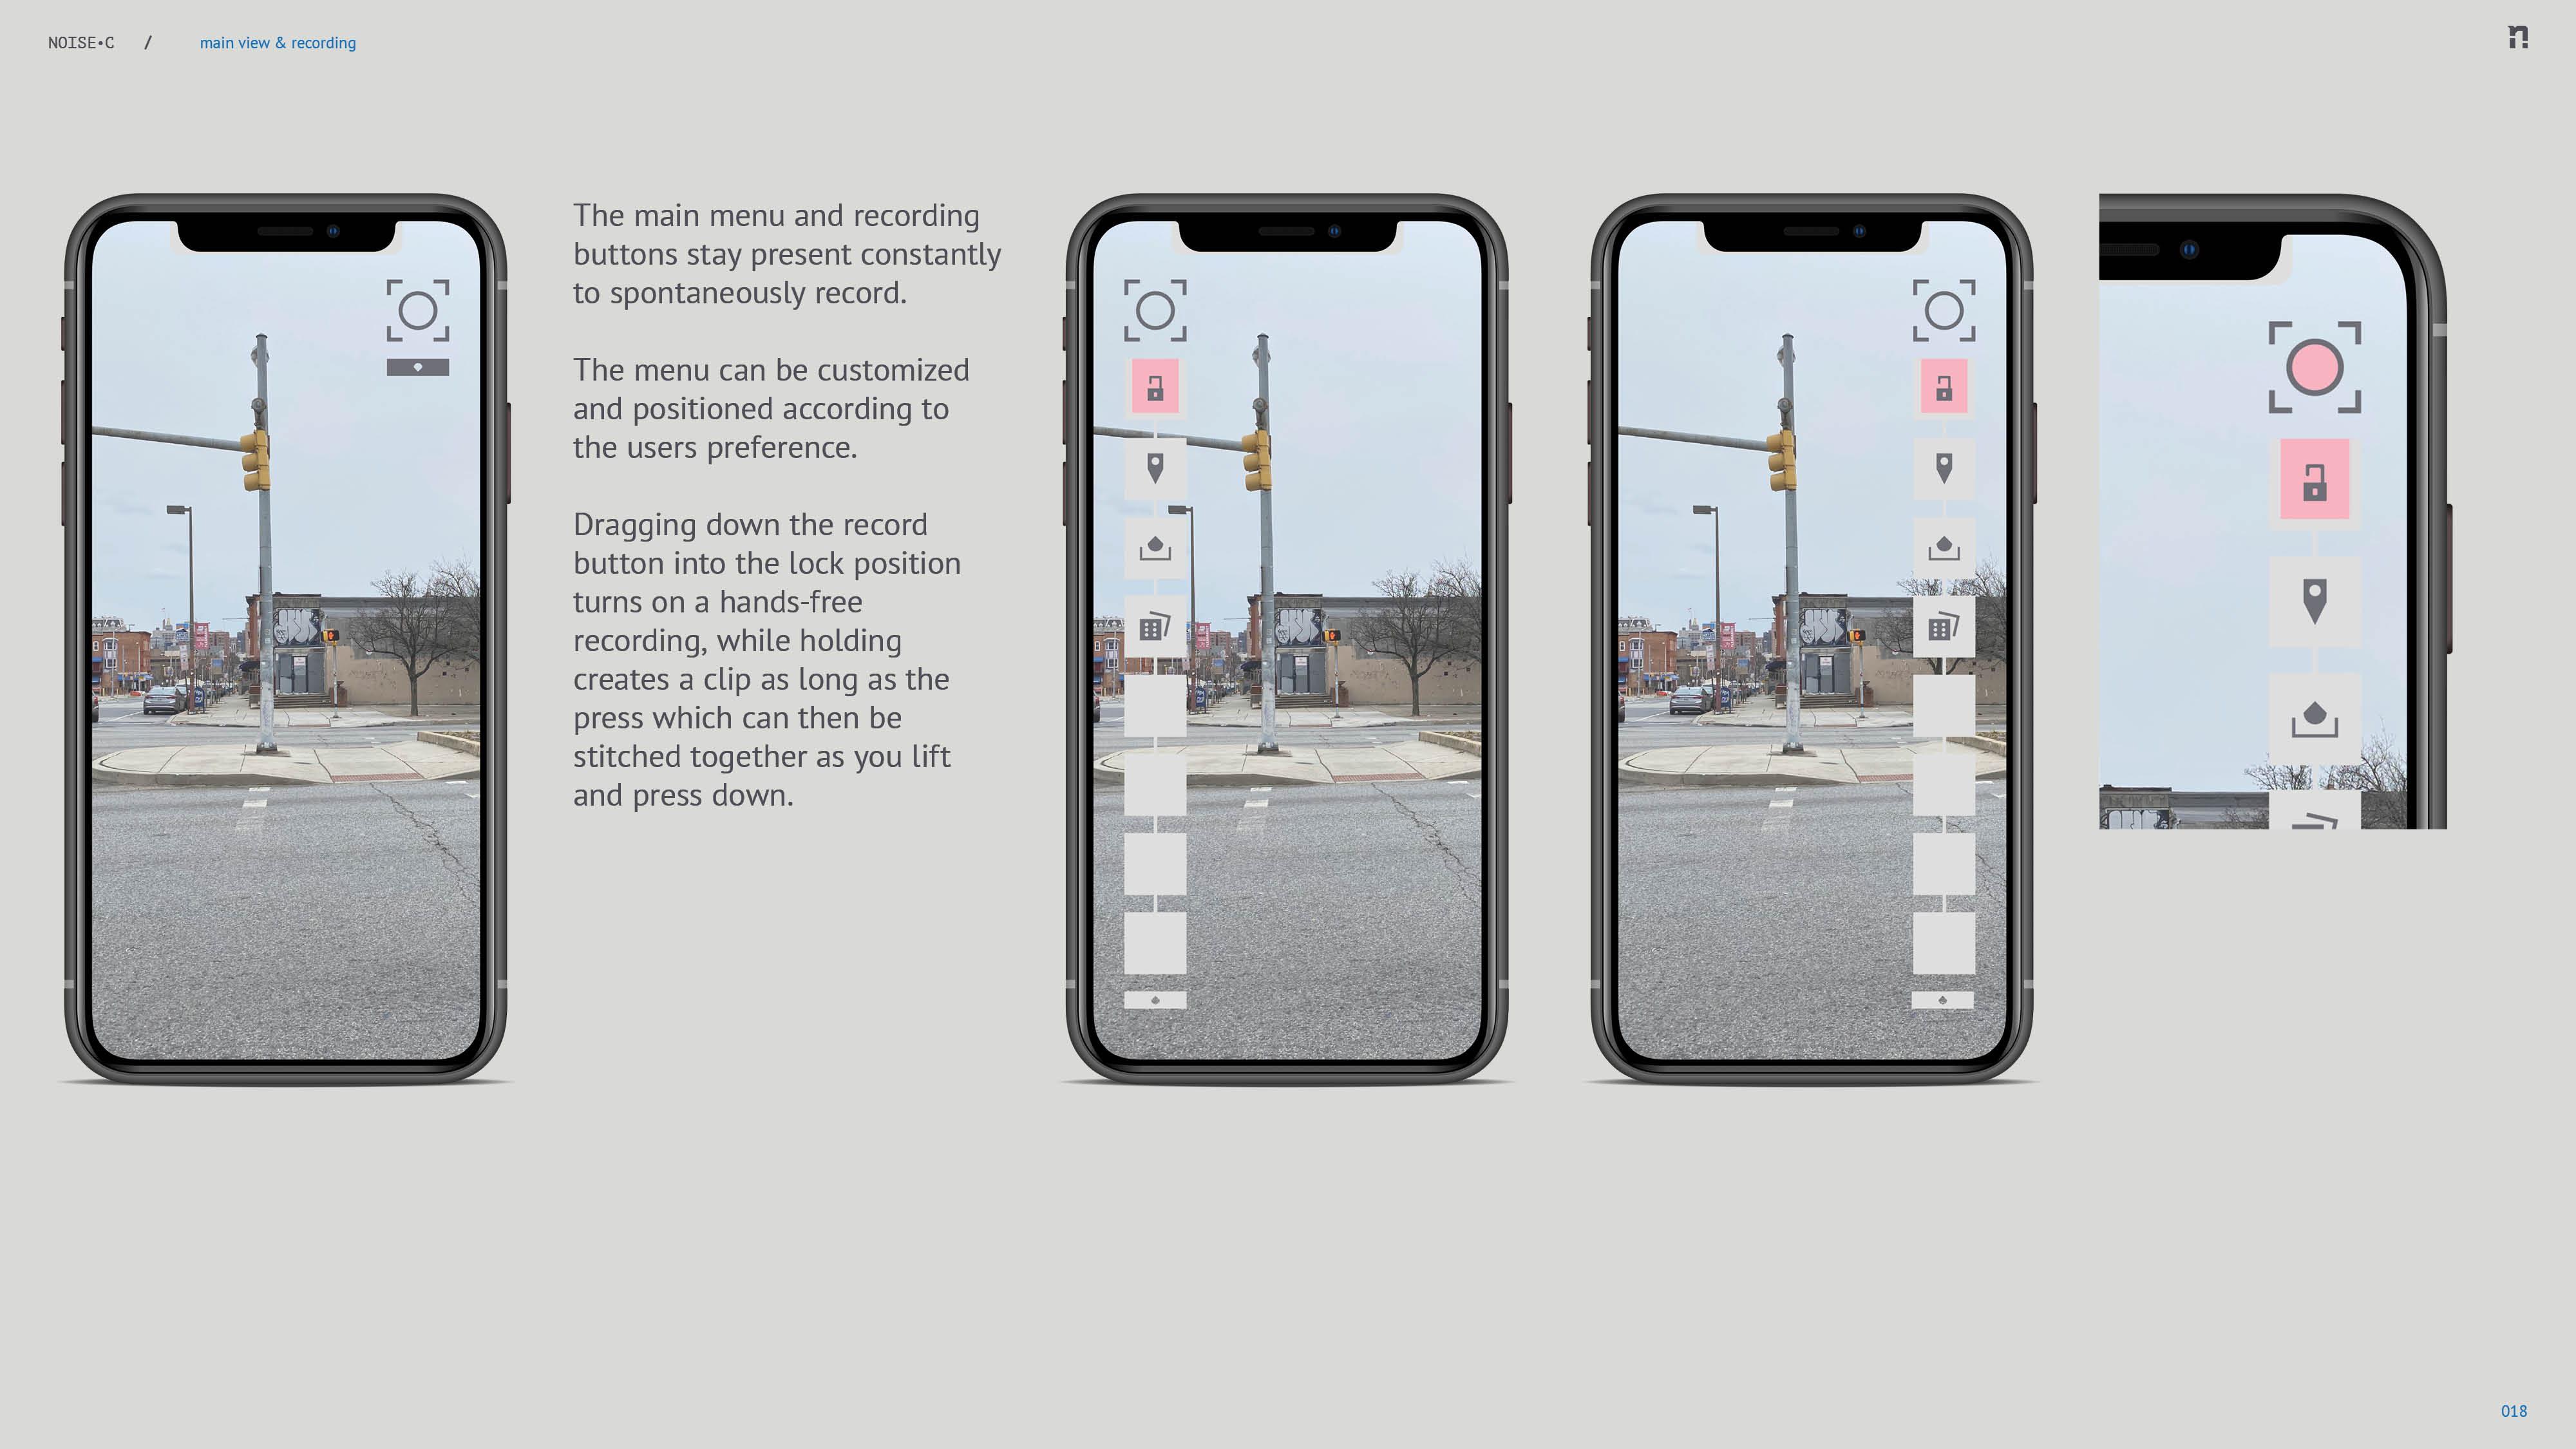 NOISE•C / main view & recording
n!
The main menu and recording
buttons stay present constantly
to spontaneously record.
The menu can be customized
and positioned according to
the users preference.
Dragging down the record
button into the lock position
turns on a hands-free
recording, while holding
creates a clip as long as the
press which can then be
stitched together as you lift
and press down.
018